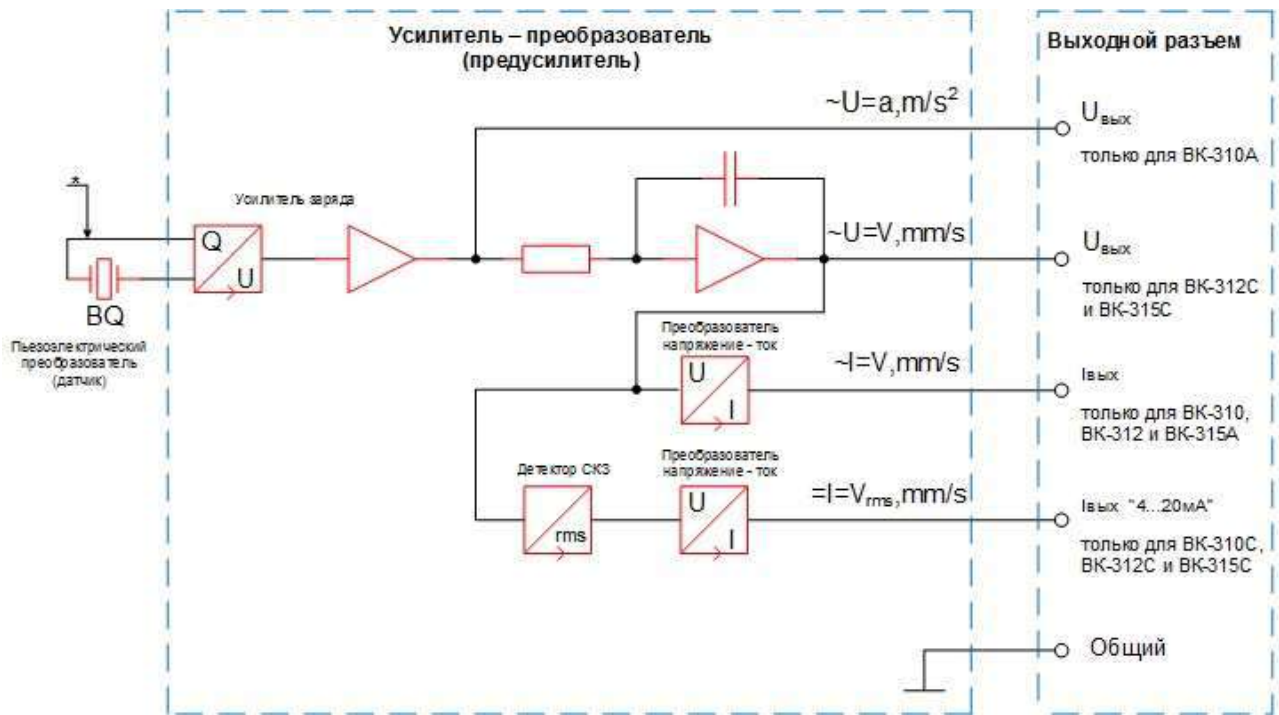 Усилитель – преобразователь
(предусилитель)
Выходной разъем
~U=a,m/s²
Uвых
только для ВК-310А
*
Усилитель заряда
Q
U
~U=V,mm/s
Uвых
только для ВК-312С
и ВК-315С
BQ
Пьезоэлектрический
преобразователь
(датчик)
Преобразователь
напряжение - ток
U
I
~I=V,mm/s
Iвых
только для ВК-310,
ВК-312 и ВК-315А
Детектор СКЗ
rms
Преобразователь
напряжение - ток
U
I
=I=Vrms,mm/s
Iвых "4...20мА"
только для ВК-310С,
ВК-312С и ВК-315С
Общий